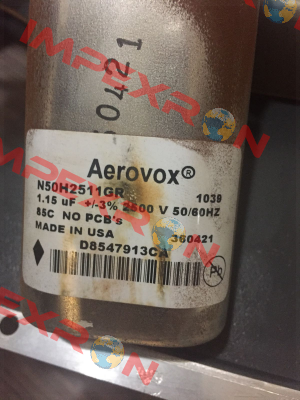 60421
Aerovox®
N50H2511GR 1039
1.15 uF +/-3% 2500 V 50/60HZ
85C NO PCB's
MADE IN USA 360421
D8547913CA
Pb
IMPEXRON